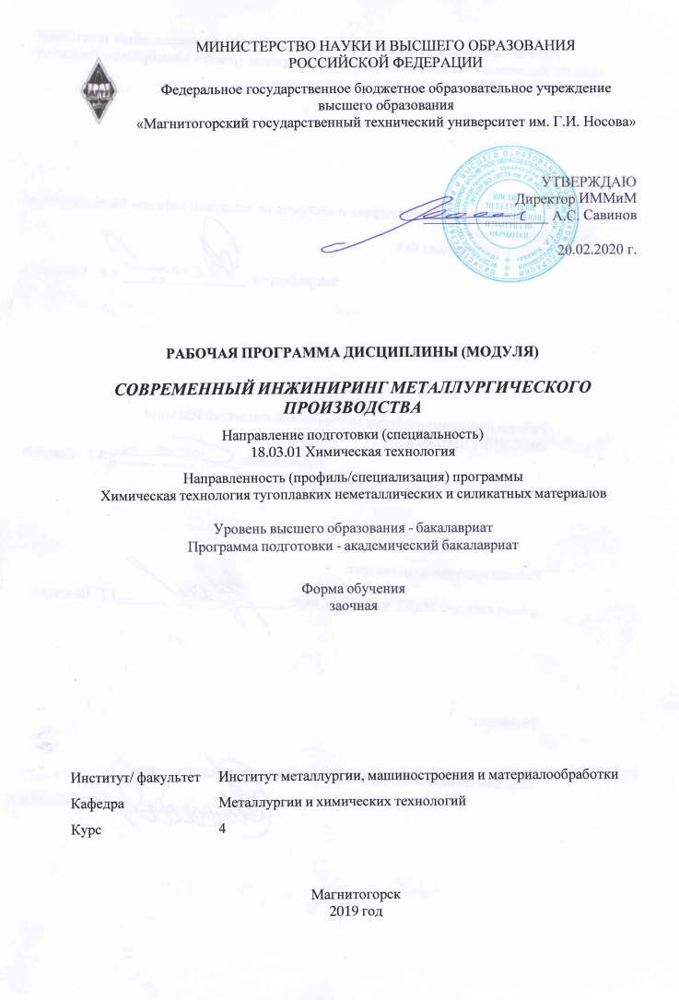 МИНИСТЕРСТВО НАУКИ И ВЫСШЕГО ОБРАЗОВАНИЯ
РОССИЙСКОЙ ФЕДЕРАЦИИ
Федеральное государственное бюджетное образовательное учреждение
высшего образования
«Магнитогорский государственный технический университет им. Г.И. Носова»
УТВЕРЖДАЮ
Директор ИММиМ
А.С. Савинов
20.02.2020 г.
РАБОЧАЯ ПРОГРАММА ДИСЦИПЛИНЫ (МОДУЛЯ)
СОВРЕМЕННЫЙ ИНЖИНИРИНГ МЕТАЛЛУРГИЧЕСКОГО
ПРОИЗВОДСТВА
Направление подготовки (специальность)
18.03.01 Химическая технология
Направленность (профиль/специализация) программы
Химическая технология тугоплавких неметаллических и силикатных материалов
Уровень высшего образования - бакалавриат
Программа подготовки - академический бакалавриат
Форма обучения
заочная
Институт/ факультет Институт металлургии, машиностроения и материалообработки
Кафедра Металлургии и химических технологий
Курс 4
Магнитогорск
2019 год